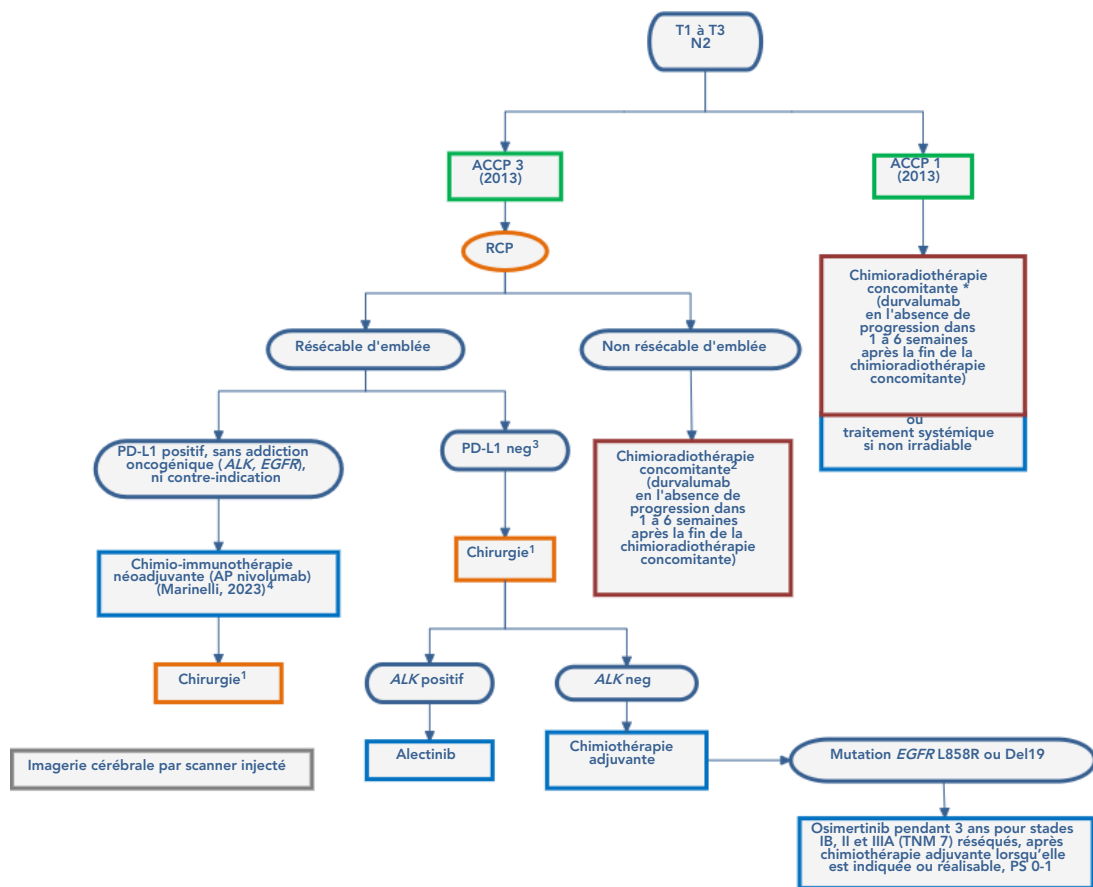 T1 à T3
N2
ACCP 3
(2013)
ACCP 1
(2013)
RCP
Chimioradiothérapie
concomitante *
(durvalumab
en l'absence de
progression dans
1 à 6 semaines
après la fin de la
chimioradiothérapie
concomitante)
ou
traitement systémique
si non irradiable
Résécable d'emblée
Non résécable d'emblée
PD-L1 positif, sans addiction
oncogénique (ALK, EGFR),
ni contre-indication
PD-L1 neg³
Chimioradiothérapie
concomitante²
(durvalumab
en l'absence de
progression dans
1 à 6 semaines
après la fin de la
chimioradiothérapie
concomitante)
Chimio-immunothérapie
néoadjuvante (AP nivolumab)
(Marinelli, 2023)⁴
Chirurgie¹
Chirurgie¹
ALK positif
ALK neg
Alectinib
Chimiothérapie
adjuvante
Mutation EGFR L858R ou Del19
Imagerie cérébrale par scanner injecté
Osimertinib pendant 3 ans pour stades
IB, II et IIIA (TNM 7) réséqués, après
chimiothérapie adjuvante lorsqu'elle
est indiquée ou réalisable, PS 0-1